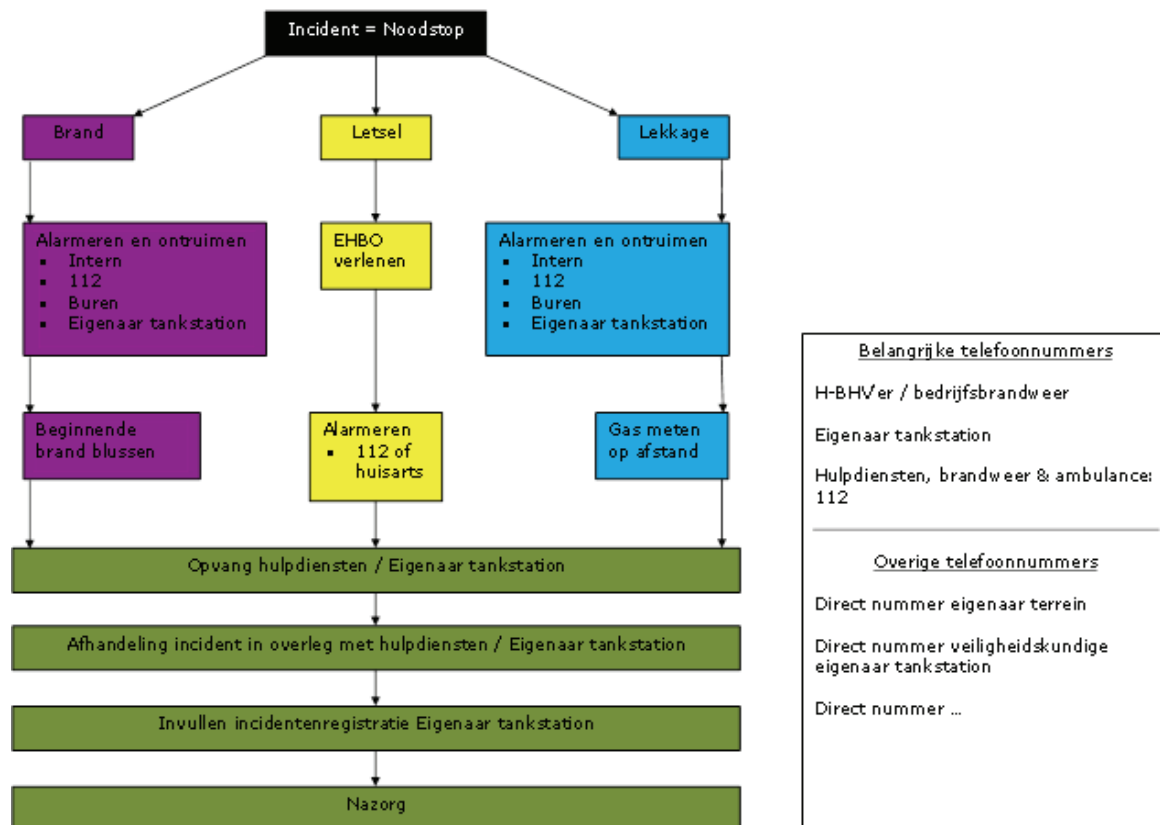 Incident = Noodstop
Brand
Letsel
Lekkage
Alarmeren en ontruimen
▪ Intern
▪ 112
▪ Buren
▪ Eigenaar tankstation
EHBO
verlenen
Alarmeren en ontruimen
▪ Intern
▪ 112
▪ Buren
▪ Eigenaar tankstation
Beginnende
brand blussen
Alarmeren
▪ 112 of
huisarts
Gas meten
op afstand
Opvang hulpdiensten / Eigenaar tankstation
Afhandeling incident in overleg met hulpdiensten / Eigenaar tankstation
Invullen incidentenregistratie Eigenaar tankstation
Nazorg
Belangrijke telefoonnummers
H-BHV'er / bedrijfsbrandweer
Eigenaar tankstation
Hulpdiensten, brandweer & ambulance:
112
Overige telefoonnummers
Direct nummer eigenaar terrein
Direct nummer veiligheidskundige
eigenaar tankstation
Direct nummer ...